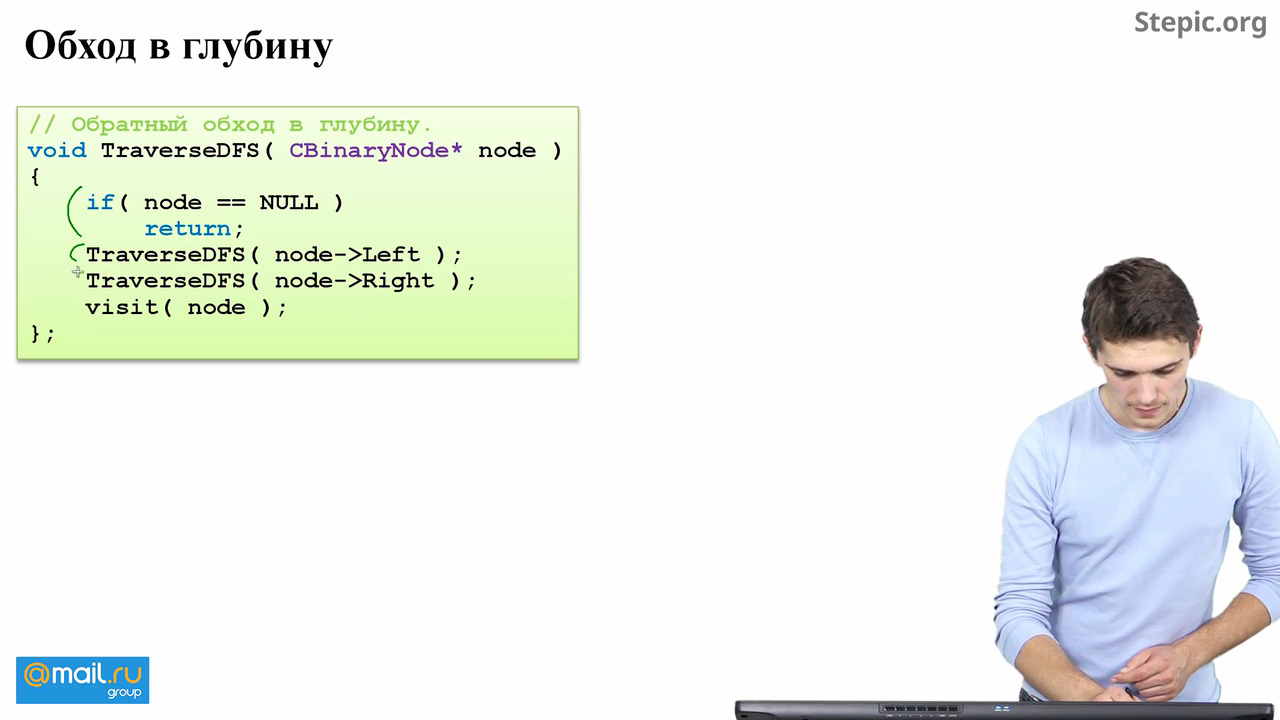 Обход в глубину
Stepic.org
// Обратный обход в глубину.
void TraverseDFS( CBinaryNode* node )
{
if( node == NULL )
return;
TraverseDFS( node->Left );
TraverseDFS( node->Right );
visit( node );
};
@mail.ru
group